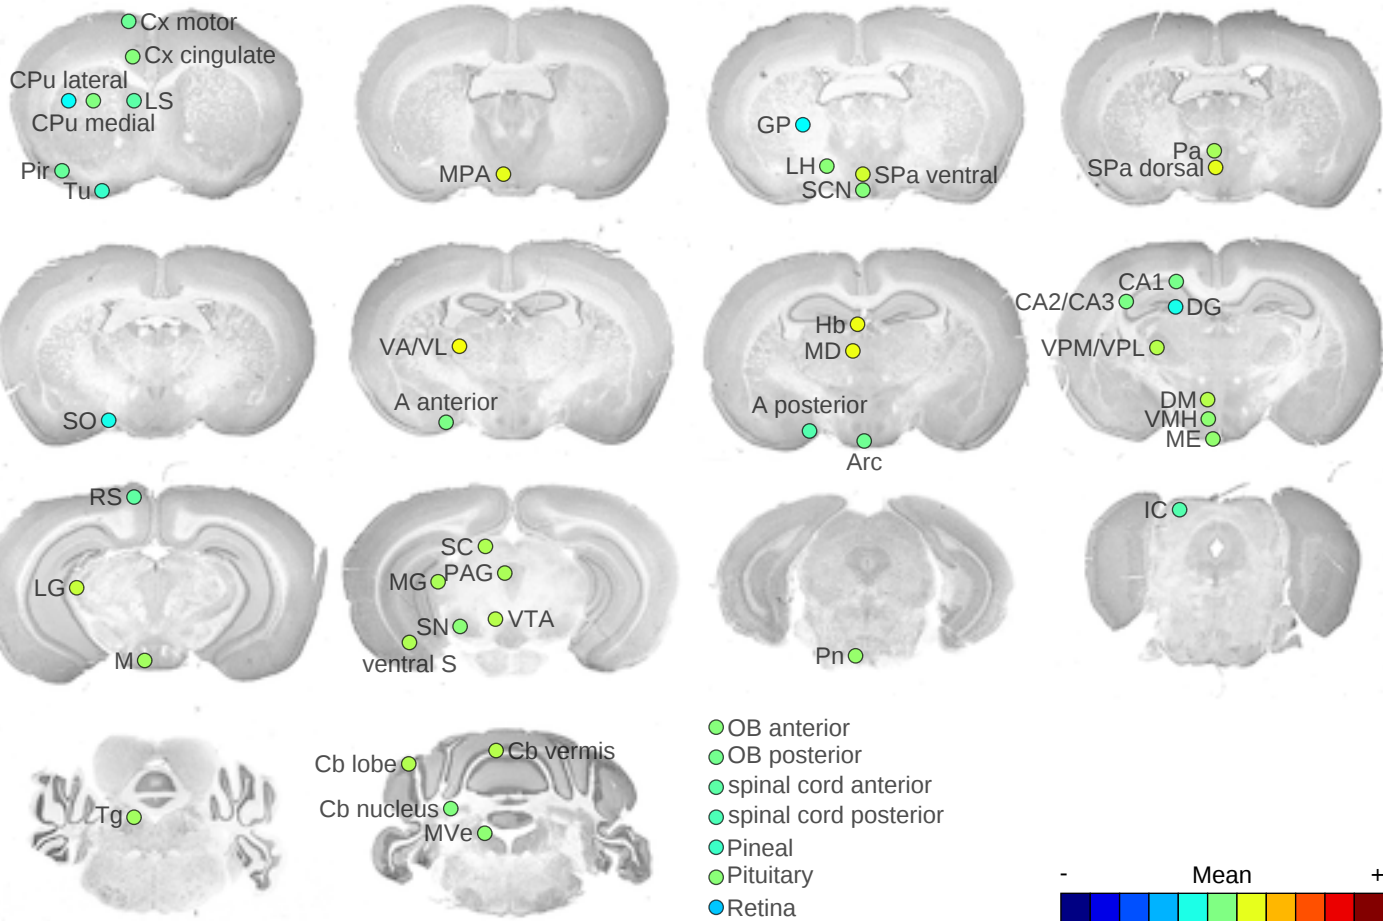 Cx motor
Cx cingulate
CPu lateral
LS
CPu medial
Pir
Tu
MPA
GP
LH
SPa ventral
SCN
Pa
SPa dorsal
SO
VA/VL
A anterior
Hb
MD
A posterior
Arc
CA1
CA2/CA3
DG
VPM/VPL
DM
VMH
ME
RS
LG
M
SC
MG
PAG
SN
VTA
ventral S
Pn
IC
Tg
Cb lobe
Cb vermis
Cb nucleus
MVe
OB anterior
OB posterior
spinal cord anterior
spinal cord posterior
Pineal
Pituitary
Retina
- Mean +